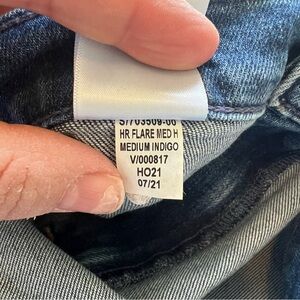 S/703509-00
HR FLARE MED H
MEDIUM INDIGO
V/000817
HO21
07/21